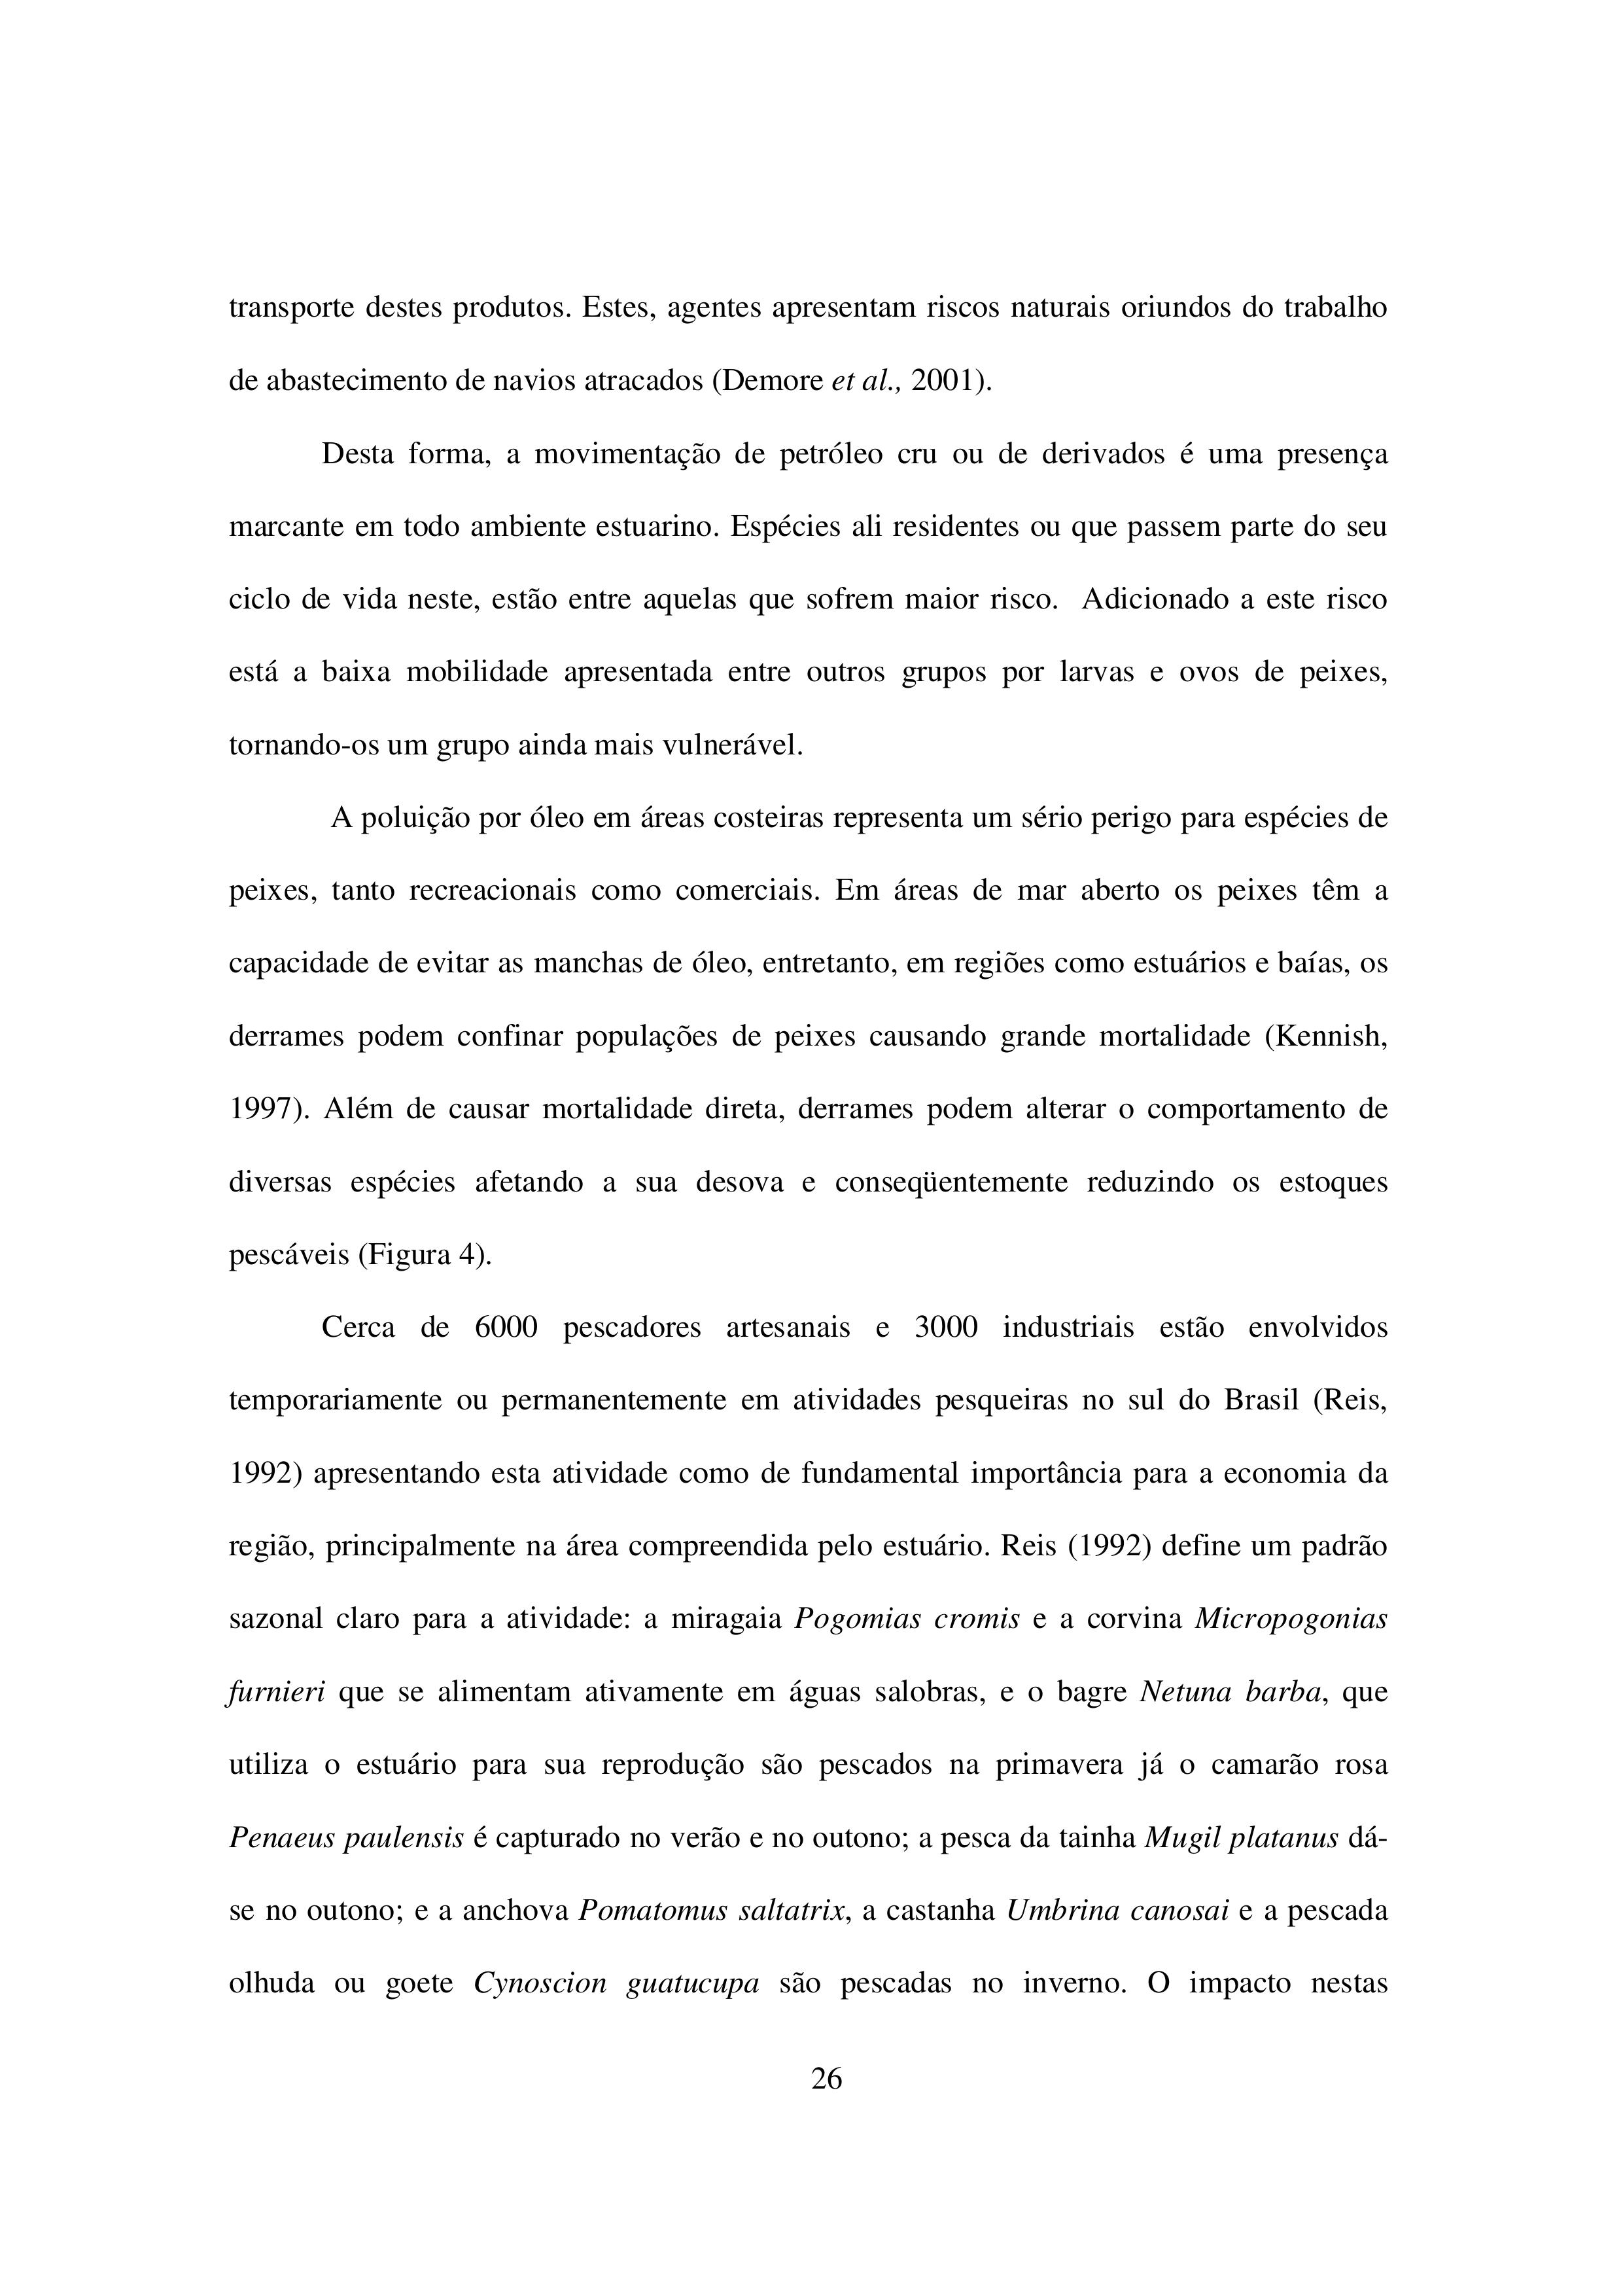 transporte destes produtos. Estes, agentes apresentam riscos naturais oriundos do trabalho
de abastecimento de navios atracados (Demore et al., 2001).
Desta forma, a movimentação de petróleo cru ou de derivados é uma presença
marcante em todo ambiente estuarino. Espécies ali residentes ou que passem parte do seu
ciclo de vida neste, estão entre aquelas que sofrem maior risco. Adicionado a este risco
está a baixa mobilidade apresentada entre outros grupos por larvas e ovos de peixes,
tornando-os um grupo ainda mais vulnerável.
A poluição por óleo em áreas costeiras representa um sério perigo para espécies de
peixes, tanto recreacionais como comerciais. Em áreas de mar aberto os peixes têm a
capacidade de evitar as manchas de óleo, entretanto, em regiões como estuários e baías, os
derrames podem confinar populações de peixes causando grande mortalidade (Kennish,
1997). Além de causar mortalidade direta, derrames podem alterar o comportamento de
diversas espécies afetando a sua desova e conseqüentemente reduzindo os estoques
pescáveis (Figura 4).
Cerca de 6000 pescadores artesanais e 3000 industriais estão envolvidos
temporariamente ou permanentemente em atividades pesqueiras no sul do Brasil (Reis,
1992) apresentando esta atividade como de fundamental importância para a economia da
região, principalmente na área compreendida pelo estuário. Reis (1992) define um padrão
sazonal claro para a atividade: a miragaia Pogomias cromis e a corvina Micropogonias
furnieri que se alimentam ativamente em águas salobras, e o bagre Netuna barba, que
utiliza o estuário para sua reprodução são pescados na primavera já o camarão rosa
Penaeus paulensis é capturado no verão e no outono; a pesca da tainha Mugil platanus dá-
se no outono; e a anchova Pomatomus saltatrix, a castanha Umbrina canosai e a pescada
olhuda ou goete Cynoscion guatucupa são pescadas no inverno. O impacto nestas
26